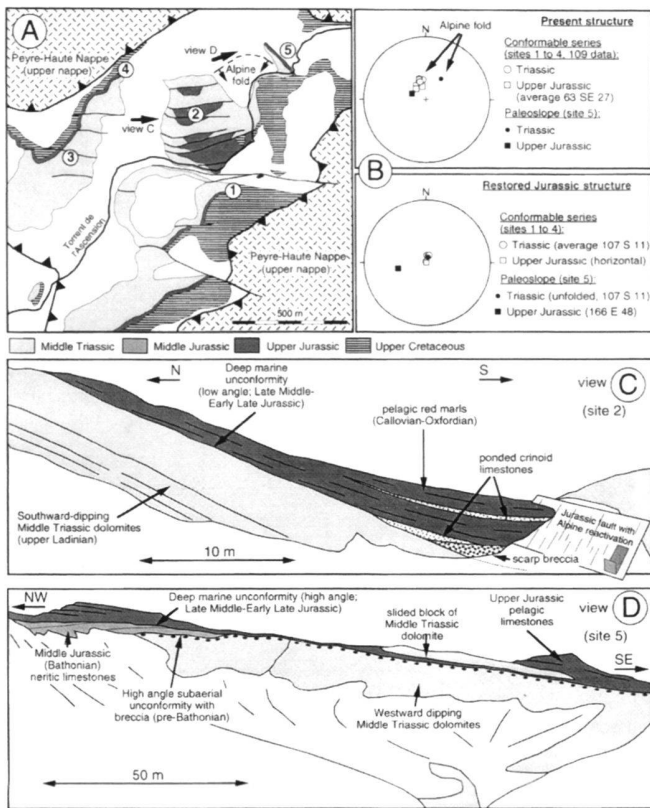 A
view D
5
Peyre-Haute Nappe
(upper nappe)
4
Alpine
fold
view C
2
3
1
Torrent de
l'Ascension
Peyre-Haute Nappe
(upper nappe)
500 m
N
Alpine fold
Present structure
Conformable series
(sites 1 to 4, 109 data):
Triassic
Upper Jurassic
(average 63 SE 27)
Paleoslope (site 5)
Triassic
Upper Jurassic
B
N
Restored Jurassic structure
Conformable series
(sites 1 to 4):
Triassic (average 107 S 11)
Upper Jurassic (horizontal)
Paleoslope (site 5):
Triassic (unfolded, 107 S 11)
Upper Jurassic (166 E 48)
Middle Triassic
Middle Jurassic
Upper Jurassic
Upper Cretaceous
N
Deep marine
unconformity
(low angle; Late Middle-
Early Late Jurassic)
S
view C
(site 2)
pelagic red marls
(Callovian-Oxfordian)
ponded crinoid
limestones
Southward-dipping
Middle Triassic dolomites
(upper Ladinian)
10 m
Jurassic fault with
Alpine reactivation
scarp breccia
NW
Deep marine unconformity (high angle;
Late Middle-Early Late Jurassic)
slided block of
Middle Triassic
dolomite
Upper Jurassic
pelagic
limestones
view D
(site 5)
SE
Middle Jurassic
(Bathonian)
neritic limestones
High angle subaerial
unconformity with
breccia (pre-Bathonian)
Westward dipping
Middle Triassic dolomites
50 m